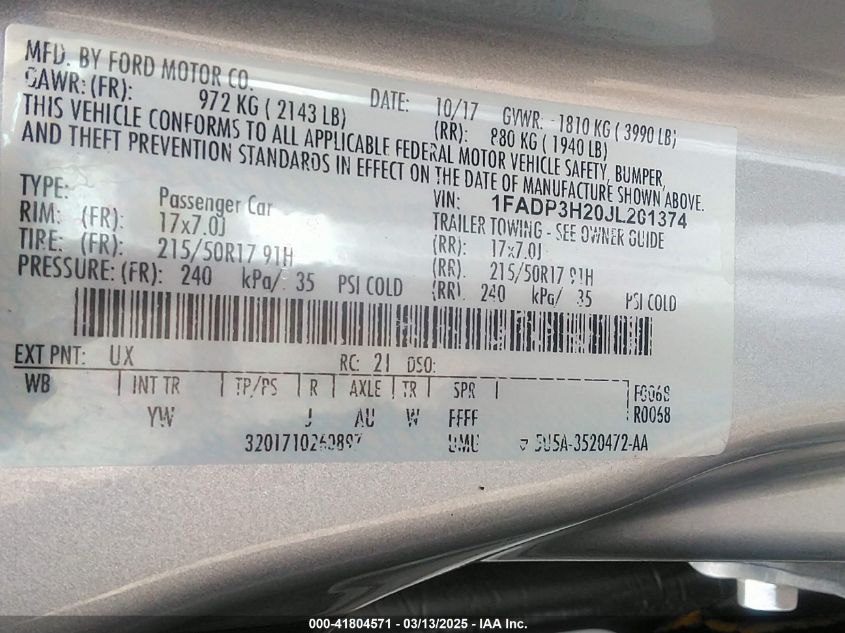 MFD. BY FORD MOTOR CO.
DATE: 10/17 GVWR: 1810 KG ( 3990 LB)
GAWR: (FR): 972 KG ( 2143 LB) (RR): 880 KG ( 1940 LB)
THIS VEHICLE CONFORMS TO ALL APPLICABLE FEDERAL MOTOR VEHICLE SAFETY, BUMPER,
AND THEFT PREVENTION STANDARDS IN EFFECT ON THE DATE OF MANUFACTURE SHOWN ABOVE.
VIN: 1FADP3H20JL261374
TYPE: Passenger Car TRAILER TOWING - SEE OWNER GUIDE
RIM: (FR): 17x7.0J (RR): 17x7.0J
TIRE: (FR): 215/50R17 91H (RR): 215/50R17 91H
PRESSURE: (FR): 240 kPa/ 35 PSI COLD (RR): 240 kPa/ 35 PSI COLD
EXT PNT: UX RC: 21 DSO:
WB INT TR TP/PS R AXLE TR SPR F0068
YW J AU W FFFF R0068
UMU 5U5A-3520472-AA
000-41804571 - 03/13/2025 - IAA Inc.